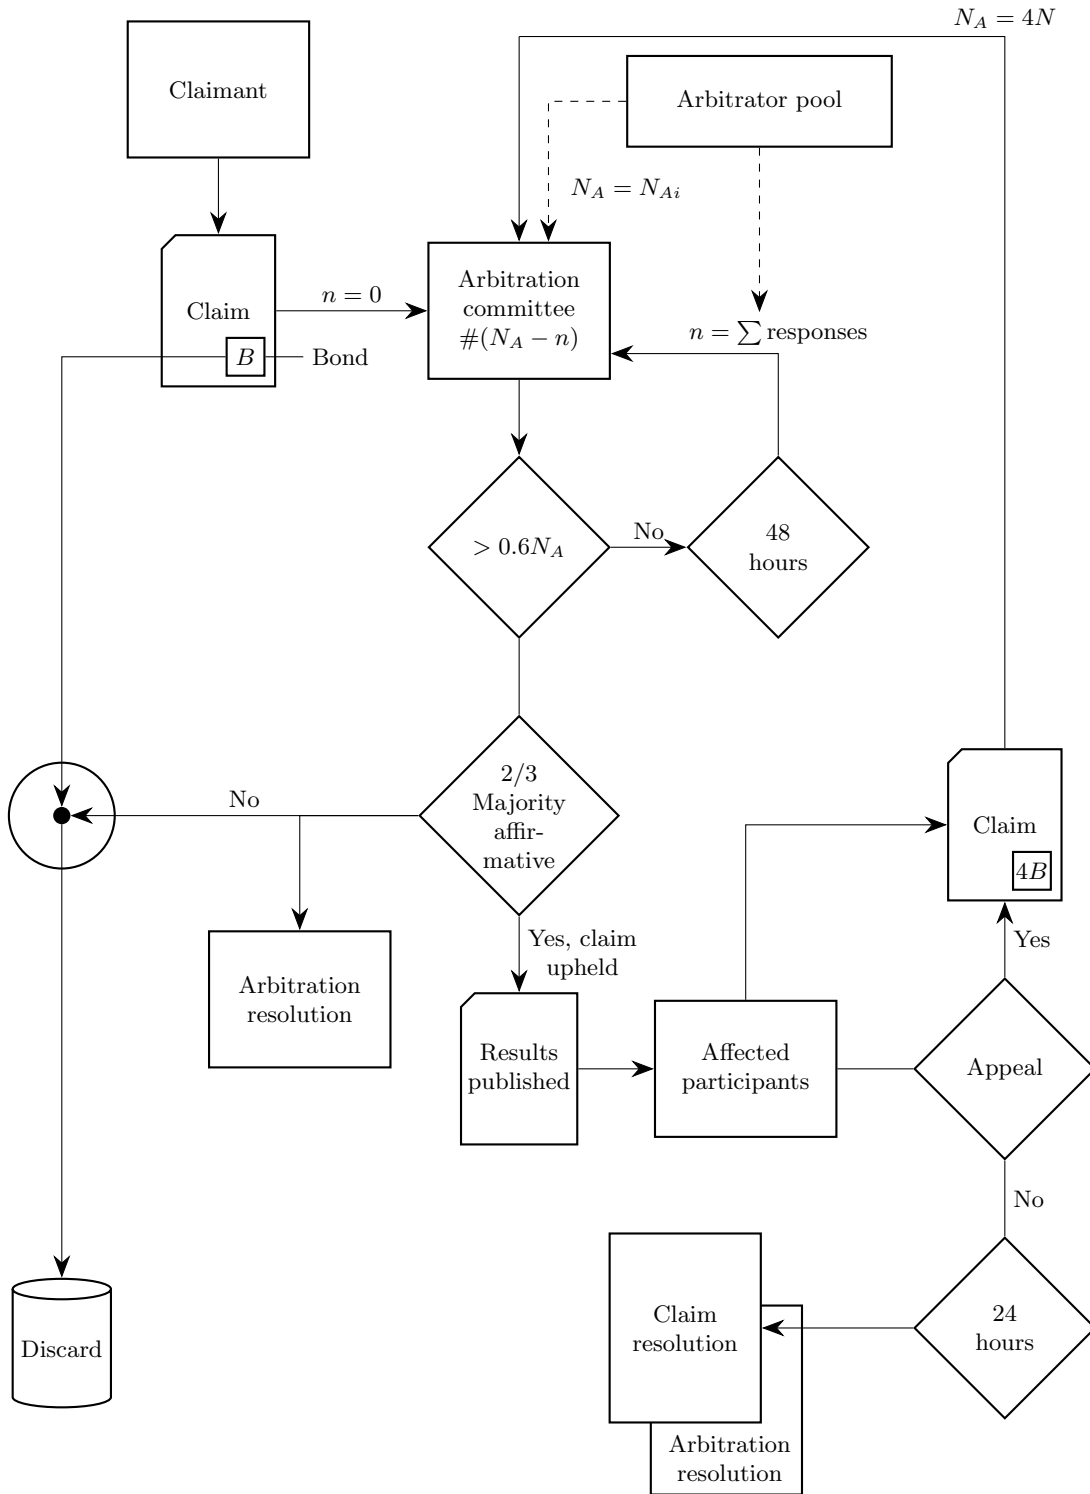 N_A = 4N
Claimant
Arbitrator pool
N_A = N_{Ai}
Claim
n = 0
Arbitration
committee
#(N_A − n)
n = ∑ responses
B
Bond
> 0.6N_A
No
48
hours
2/3
Majority
affir-
mative
No
Claim
4B
Yes, claim
upheld
Yes
Arbitration
resolution
Results
published
Affected
participants
Appeal
No
Discard
Claim
resolution
24
hours
Arbitration
resolution